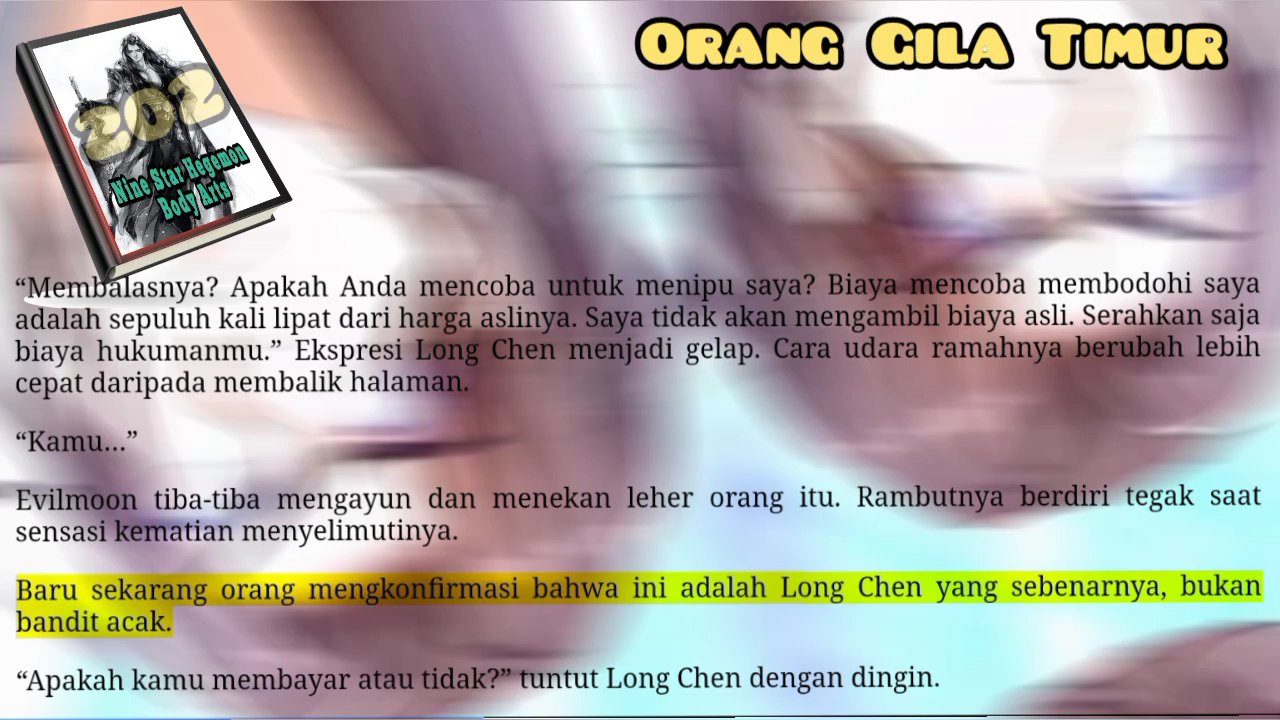 Orang Gila Timur
202
Nine Star Hegemon
Body Arts
“Membalasnya? Apakah Anda mencoba untuk menipu saya? Biaya mencoba membodohi saya
adalah sepuluh kali lipat dari harga aslinya. Saya tidak akan mengambil biaya asli. Serahkan saja
biaya hukumanmu.” Ekspresi Long Chen menjadi gelap. Cara udara ramahnya berubah lebih
cepat daripada membalik halaman.
“Kamu…”
Evilmoon tiba-tiba mengayun dan menekan leher orang itu. Rambutnya berdiri tegak saat
sensasi kematian menyelimutinya.
Baru sekarang orang mengkonfirmasi bahwa ini adalah Long Chen yang sebenarnya, bukan
bandit acak.
“Apakah kamu membayar atau tidak?” tuntut Long Chen dengan dingin.